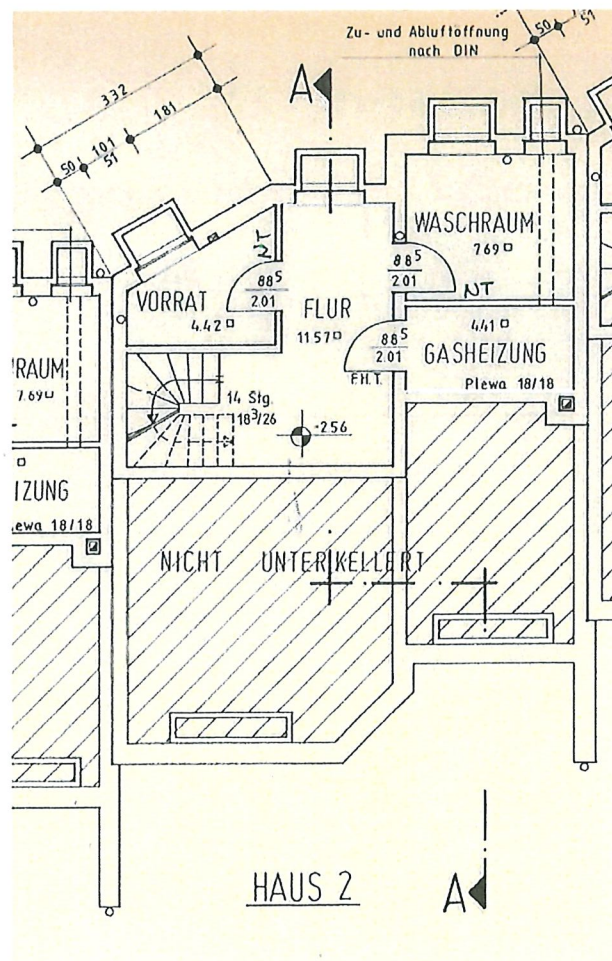 Zu- und Abluftöffnung
nach DIN
50
51
A
332
181
101
50
51
WASCHRAUM
7.69
NT
88⁵
2.01
NT
VORRAT
4.42
88⁵
2.01
FLUR
11.57
88⁵
2.01
F.H.T.
4.41
GASHEIZUNG
Plewa 18/18
RAUM
7.69
14 Stg.
18³/26
-2.56
IZUNG
lewa 18/18
NICHT UNTERKELLERT
HAUS 2
A